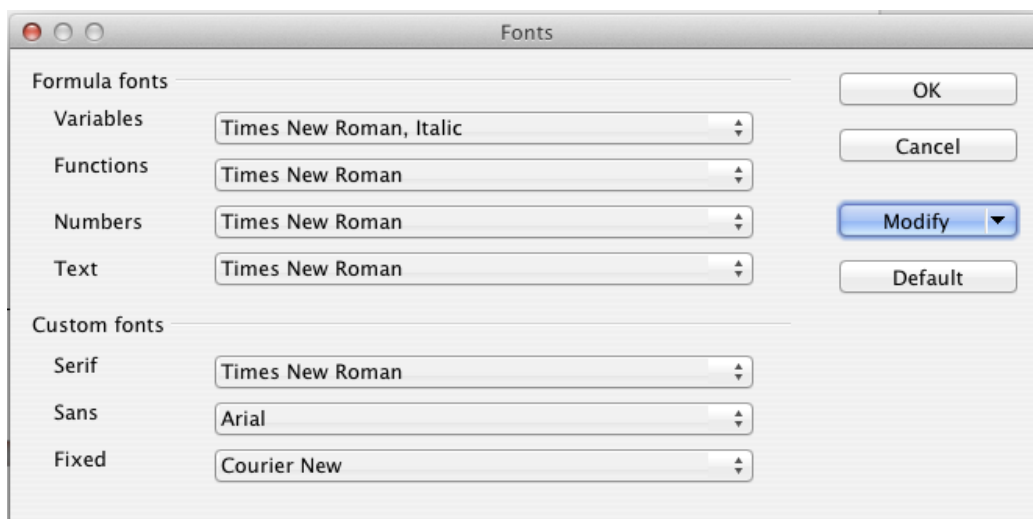 Fonts
Formula fonts
Variables Times New Roman, Italic
Functions Times New Roman
Numbers Times New Roman
Text Times New Roman
Custom fonts
Serif Times New Roman
Sans Arial
Fixed Courier New
OK
Cancel
Modify
Default